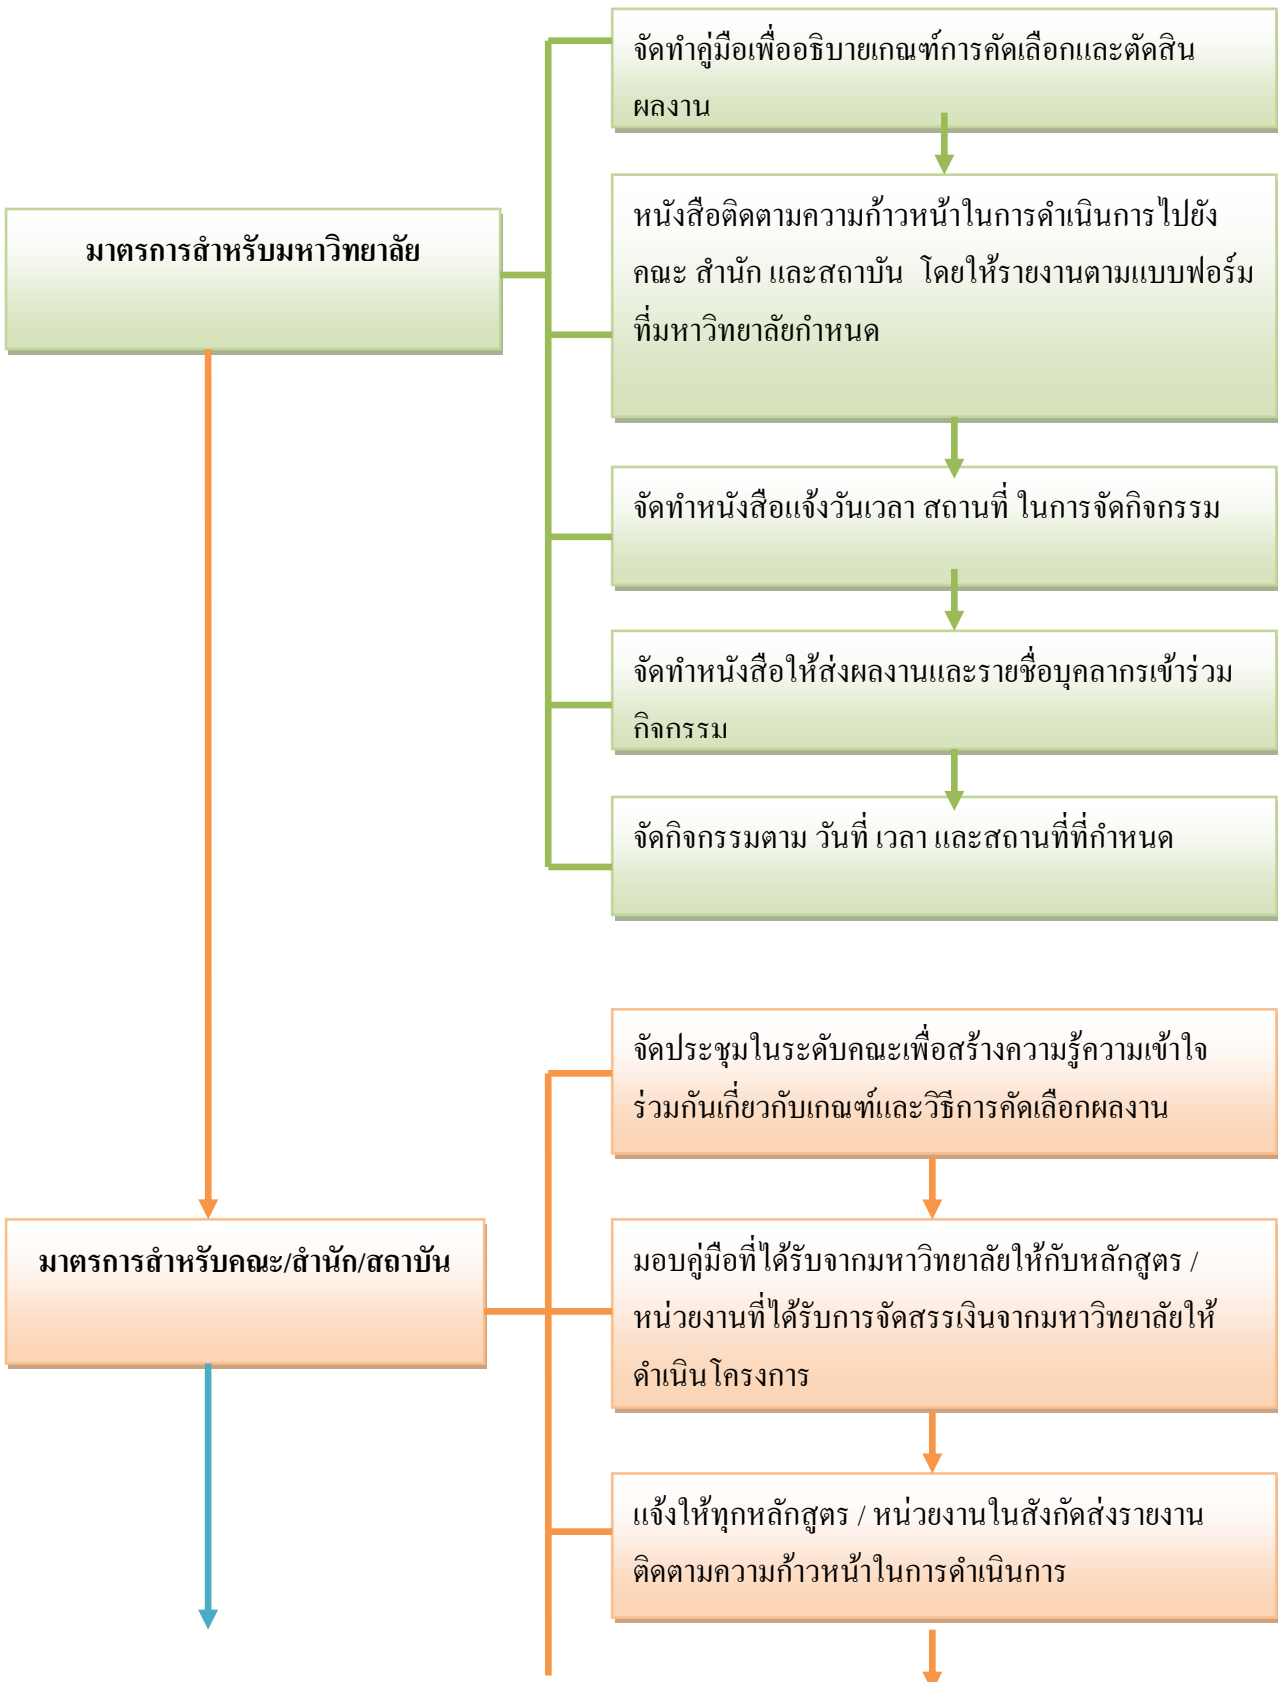 จัดทำคู่มือเพื่ออธิบายเกณฑ์การคัดเลือกและตัดสิน
ผลงาน
มาตรการสำหรับมหาวิทยาลัย
หนังสือติดตามความก้าวหน้าในการดำเนินการไปยัง
คณะ สำนัก และสถาบัน โดยให้รายงานตามแบบฟอร์ม
ที่มหาวิทยาลัยกำหนด
จัดทำหนังสือแจ้งวันเวลา สถานที่ ในการจัดกิจกรรม
จัดทำหนังสือให้ส่งผลงานและรายชื่อบุคลากรเข้าร่วม
กิจกรรม
จัดกิจกรรมตาม วันที่ เวลา และสถานที่ที่กำหนด
จัดประชุมในระดับคณะเพื่อสร้างความรู้ความเข้าใจ
ร่วมกันเกี่ยวกับเกณฑ์และวิธีการคัดเลือกผลงาน
มาตรการสำหรับคณะ/สำนัก/สถาบัน
มอบคู่มือที่ได้รับจากมหาวิทยาลัยให้กับหลักสูตร /
หน่วยงานที่ได้รับการจัดสรรเงินจากมหาวิทยาลัยให้
ดำเนินโครงการ
แจ้งให้ทุกหลักสูตร / หน่วยงานในสังกัดส่งรายงาน
ติดตามความก้าวหน้าในการดำเนินการ